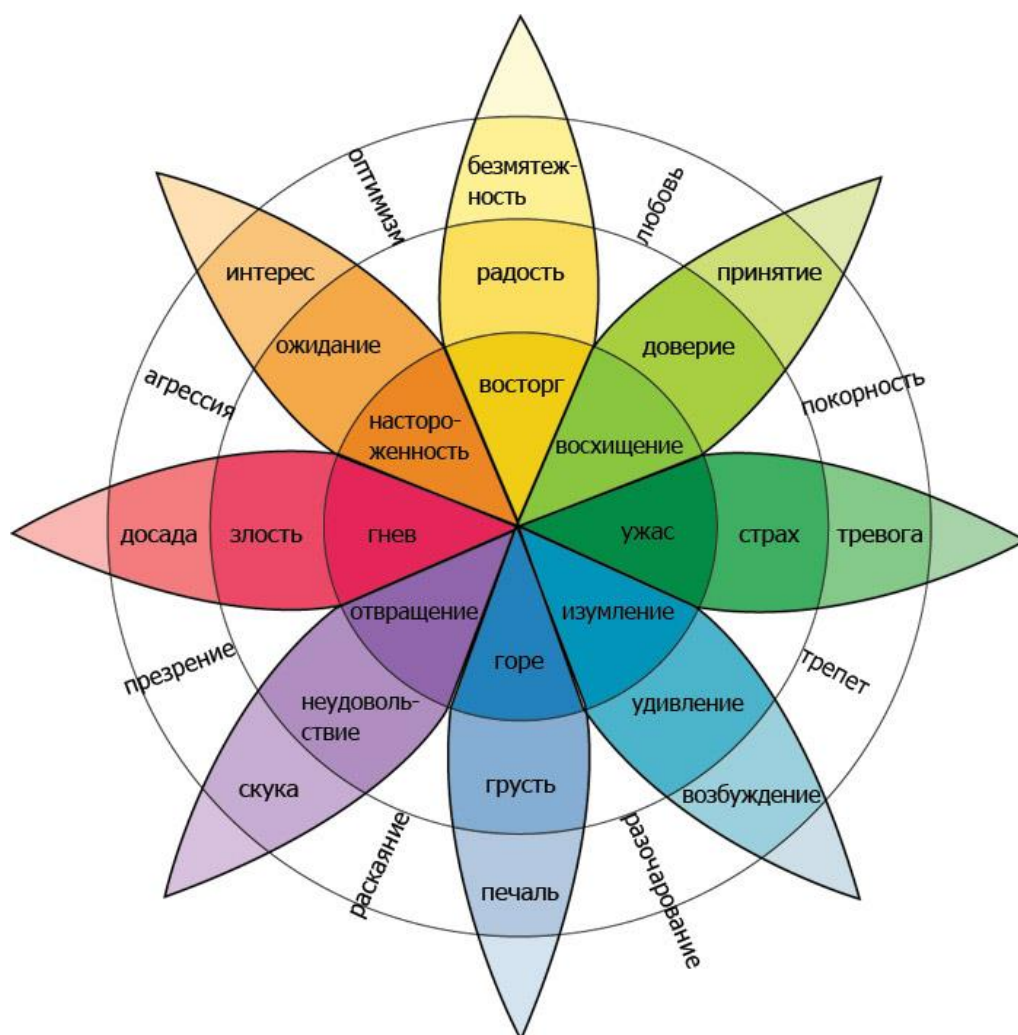 оптимизм
безмятеж-
ность
любовь
интерес
радость
принятие
ожидание
доверие
агрессия
насторо-
женность
восторг
восхищение
покорность
досада
злость
гнев
ужас
страх
тревога
презрение
отвращение
горе
изумление
трепет
неудоволь-
ствие
удивление
скука
грусть
возбуждение
раскаяние
печаль
разочарование